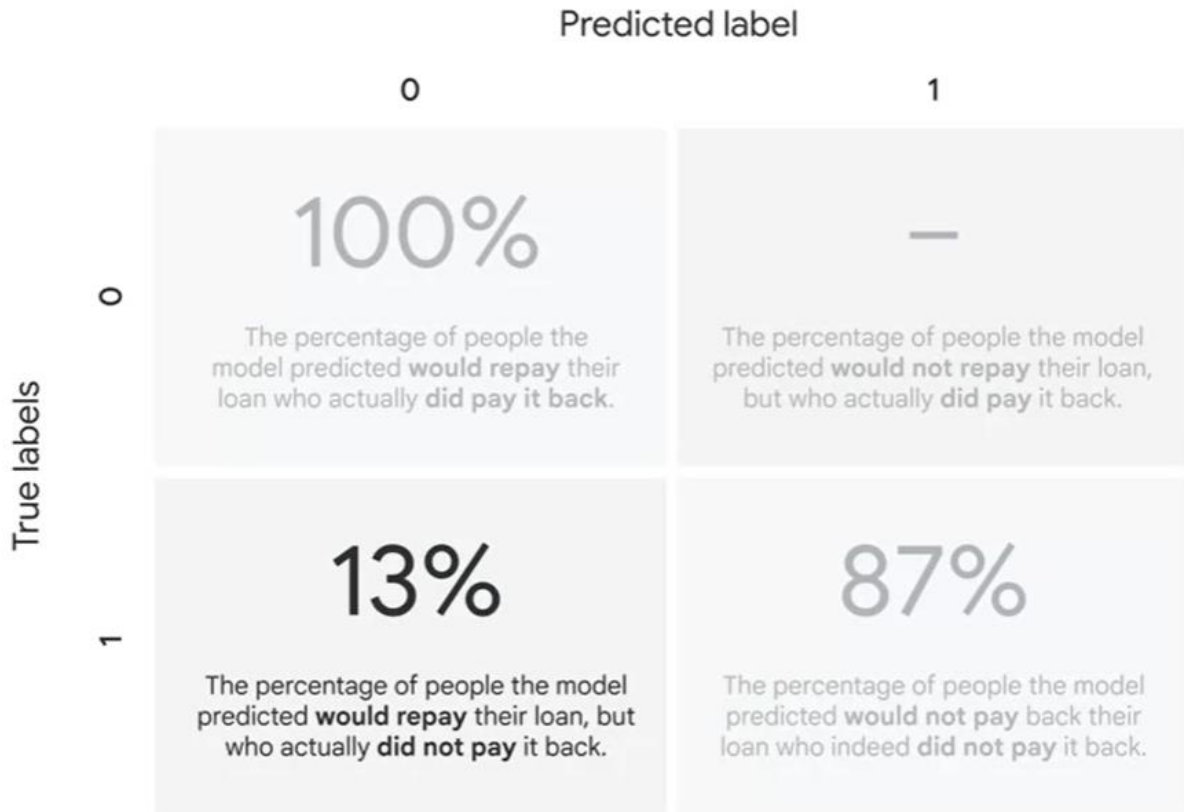 Predicted label
0
1
True labels
0
100%
The percentage of people the
model predicted would repay their
loan who actually did pay it back.
–
The percentage of people the model
predicted would not repay their loan,
but who actually did pay it back.
1
13%
The percentage of people the model
predicted would repay their loan, but
who actually did not pay it back.
87%
The percentage of people the model
predicted would not pay back their
loan who indeed did not pay it back.